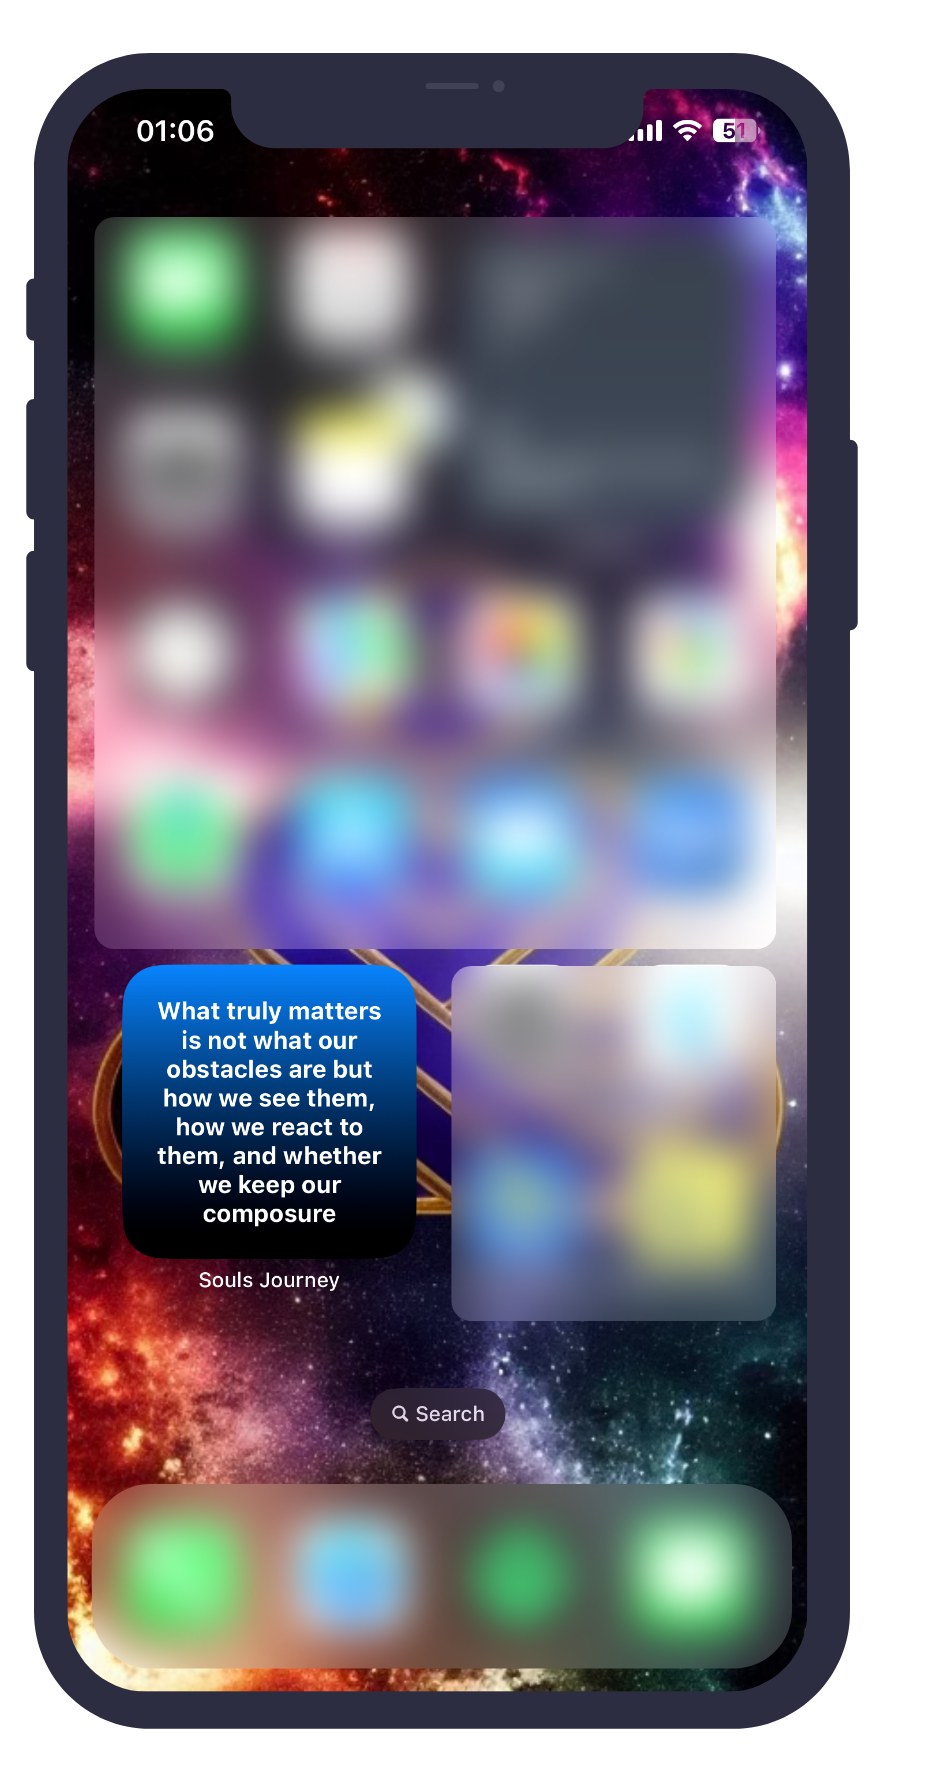 01:06
51
What truly matters
is not what our
obstacles are but
how we see them,
how we react to
them, and whether
we keep our
composure
Souls Journey
Search